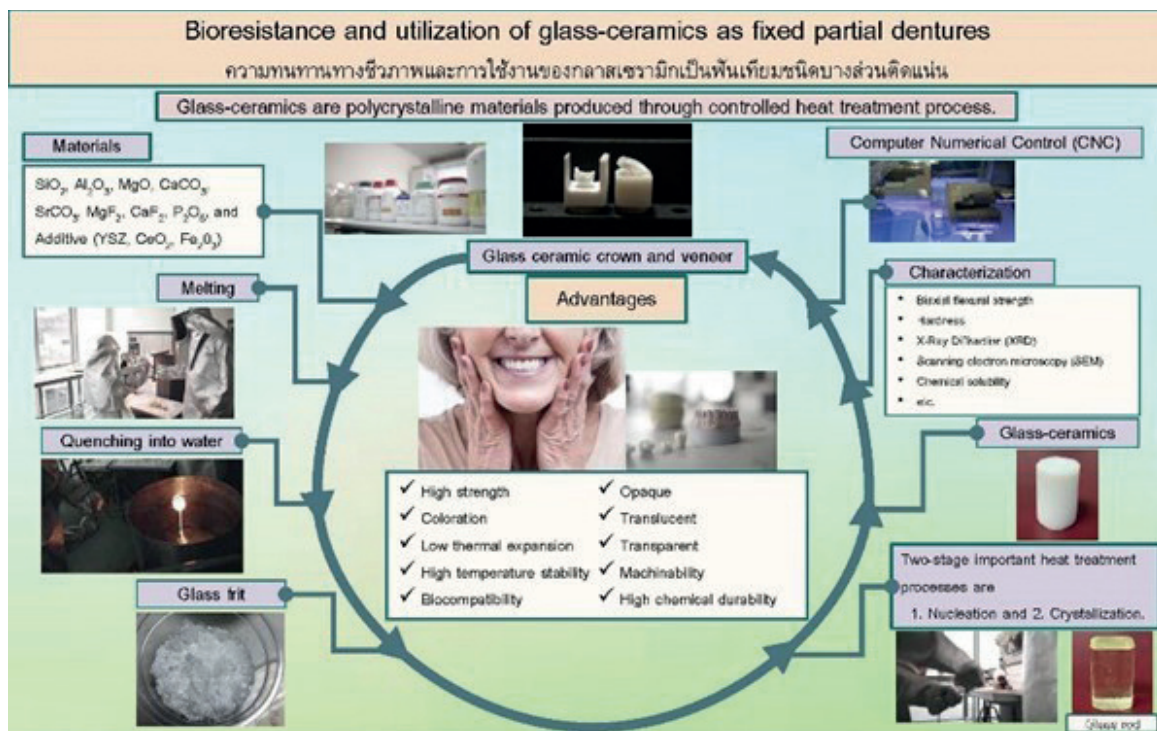 Bioresistance and utilization of glass-ceramics as fixed partial dentures
ความทนทานทางชีวภาพและการใช้งานของกลาสเซรามิกเป็นฟันเทียมชนิดบางส่วนติดแน่น
Glass-ceramics are polycrystalline materials produced through controlled heat treatment process.
Materials
SiO₂, Al₂O₃, MgO, CaCO₃,
SrCO₃, MgF₂, CaF₂, P₂O₅, and
Additive (YSZ, CeO₂, Fe₂O₃)
Melting
Quenching into water
Glass frit
Glass ceramic crown and veneer
Advantages
✓ High strength
✓ Coloration
✓ Low thermal expansion
✓ High temperature stability
✓ Biocompatibility
✓ Opaque
✓ Translucent
✓ Transparent
✓ Machinability
✓ High chemical durability
Computer Numerical Control (CNC)
Characterization
• Biaxial flexural strength
• Hardness
• X-Ray Diffraction (XRD)
• Scanning electron microscopy (SEM)
• Chemical solubility
• etc.
Glass-ceramics
Two-stage important heat treatment
processes are
1. Nucleation and 2. Crystallization.
Glass rod